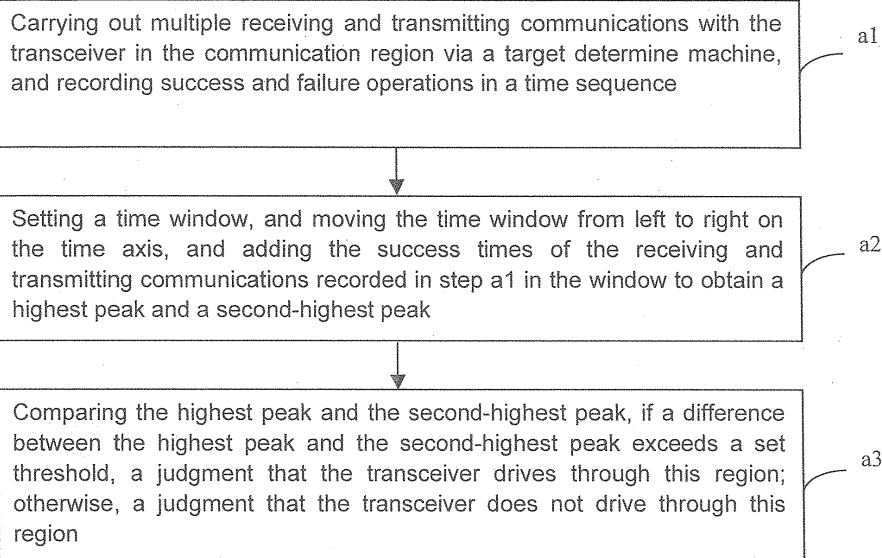 Carrying out multiple receiving and transmitting communications with the
transceiver in the communication region via a target determine machine,
and recording success and failure operations in a time sequence
a1
Setting a time window, and moving the time window from left to right on
the time axis, and adding the success times of the receiving and
transmitting communications recorded in step a1 in the window to obtain a
highest peak and a second-highest peak
a2
Comparing the highest peak and the second-highest peak, if a difference
between the highest peak and the second-highest peak exceeds a set
threshold, a judgment that the transceiver drives through this region;
otherwise, a judgment that the transceiver does not drive through this
region
a3